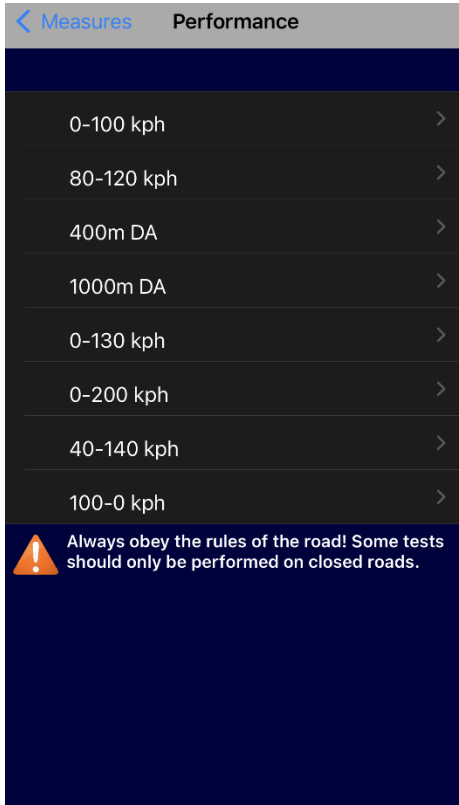 Measures Performance
0-100 kph
80-120 kph
400m DA
1000m DA
0-130 kph
0-200 kph
40-140 kph
100-0 kph
Always obey the rules of the road! Some tests
should only be performed on closed roads.